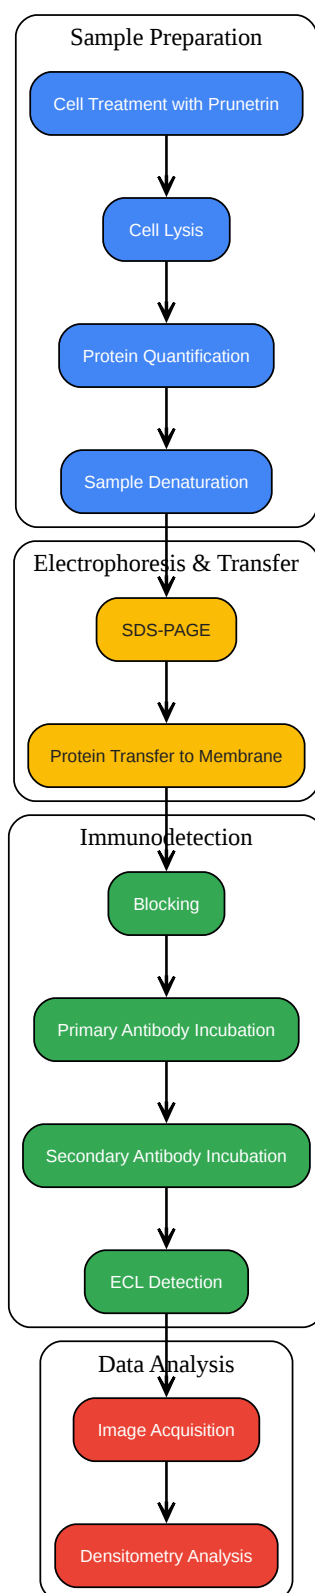 Sample Preparation
Cell Treatment with Prunetrin
Cell Lysis
Protein Quantification
Sample Denaturation
Electrophoresis & Transfer
SDS-PAGE
Protein Transfer to Membrane
Immunodetection
Blocking
Primary Antibody Incubation
Secondary Antibody Incubation
ECL Detection
Data Analysis
Image Acquisition
Densitometry Analysis